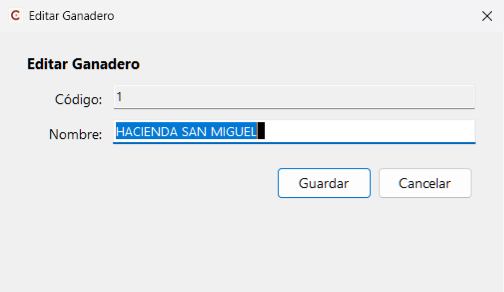 Editar Ganadero
Editar Ganadero
Código: 1
Nombre: HACIENDA SAN MIGUEL
Guardar Cancelar